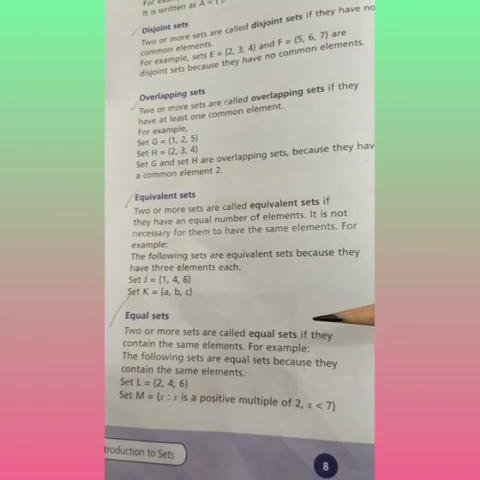 For
It is written as A = {
Disjoint sets
Two or more sets are called disjoint sets if they have no
common elements.
For example, sets E = {2, 3, 4} and F = {5, 6, 7} are
disjoint sets because they have no common elements.
Overlapping sets
Two or more sets are called overlapping sets if they
have at least one common element.
For example,
Set G = {1, 2, 5}
Set H = {2, 3, 4}
Set G and set H are overlapping sets, because they hav
a common element 2.
Equivalent sets
Two or more sets are called equivalent sets if
they have an equal number of elements. It is not
necessary for them to have the same elements. For
example:
The following sets are equivalent sets because they
have three elements each.
Set J = {1, 4, 6}
Set K = {a, b, c}
Equal sets
Two or more sets are called equal sets if they
contain the same elements. For example:
The following sets are equal sets because they
contain the same elements.
Set L = {2, 4, 6}
Set M = {x : x is a positive multiple of 2, x < 7}
troduction to Sets
8